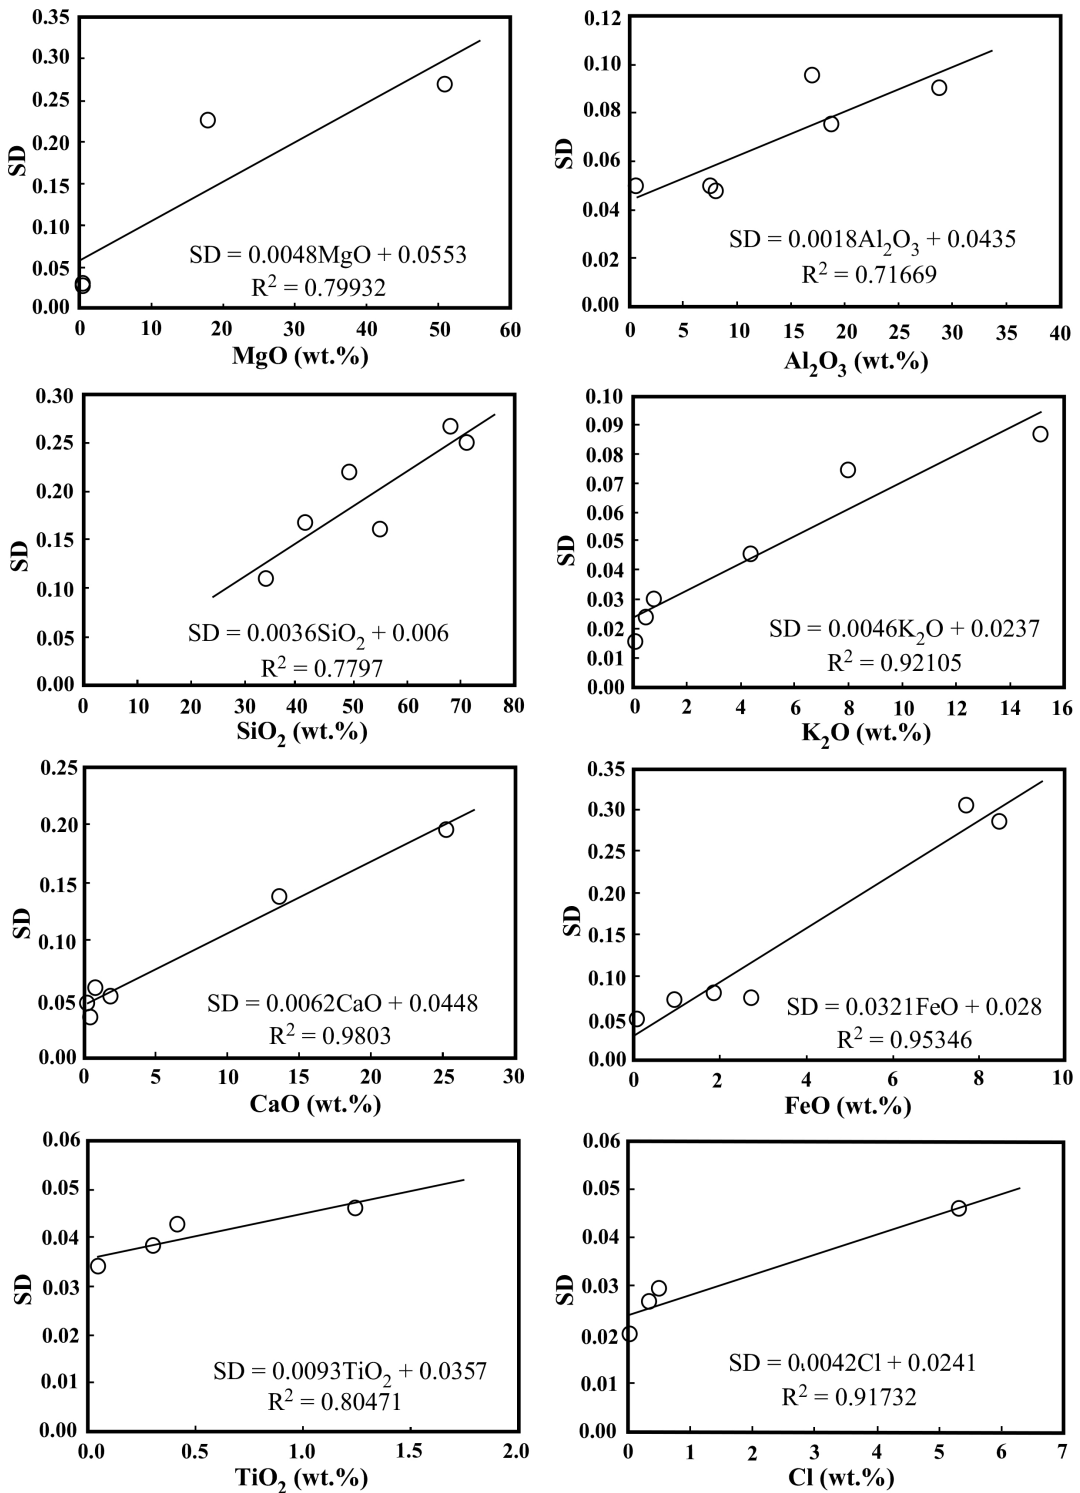 0.35
0.30
0.25
0.20
0.15
0.10
0.05
0.00
SD
SD = 0.0048MgO + 0.0553
R² = 0.79932
0 10 20 30 40 50 60
MgO (wt.%)
0.12
0.10
0.08
0.06
0.04
0.02
0.00
SD
SD = 0.0018Al₂O₃ + 0.0435
R² = 0.71669
0 5 10 15 20 25 30 35 40
Al₂O₃ (wt.%)
0.30
0.25
0.20
0.15
0.10
0.05
0.00
SD
SD = 0.0036SiO₂ + 0.006
R² = 0.7797
0 10 20 30 40 50 60 70 80
SiO₂ (wt.%)
0.10
0.09
0.08
0.07
0.06
0.05
0.04
0.03
0.02
0.01
0.00
SD
SD = 0.0046K₂O + 0.0237
R² = 0.92105
0 2 4 6 8 10 12 14 16
K₂O (wt.%)
0.25
0.20
0.15
0.10
0.05
0.00
SD
SD = 0.0062CaO + 0.0448
R² = 0.9803
0 5 10 15 20 25 30
CaO (wt.%)
0.35
0.30
0.25
0.20
0.15
0.10
0.05
0.00
SD
SD = 0.0321FeO + 0.028
R² = 0.95346
0 2 4 6 8 10
FeO (wt.%)
0.06
0.05
0.04
0.03
0.02
0.01
0.00
SD
SD = 0.0093TiO₂ + 0.0357
R² = 0.80471
0.0 0.5 1.0 1.5 2.0
TiO₂ (wt.%)
0.06
0.05
0.04
0.03
0.02
0.01
0.00
SD
SD = 0.0042Cl + 0.0241
R² = 0.91732
0 1 2 3 4 5 6 7
Cl (wt.%)